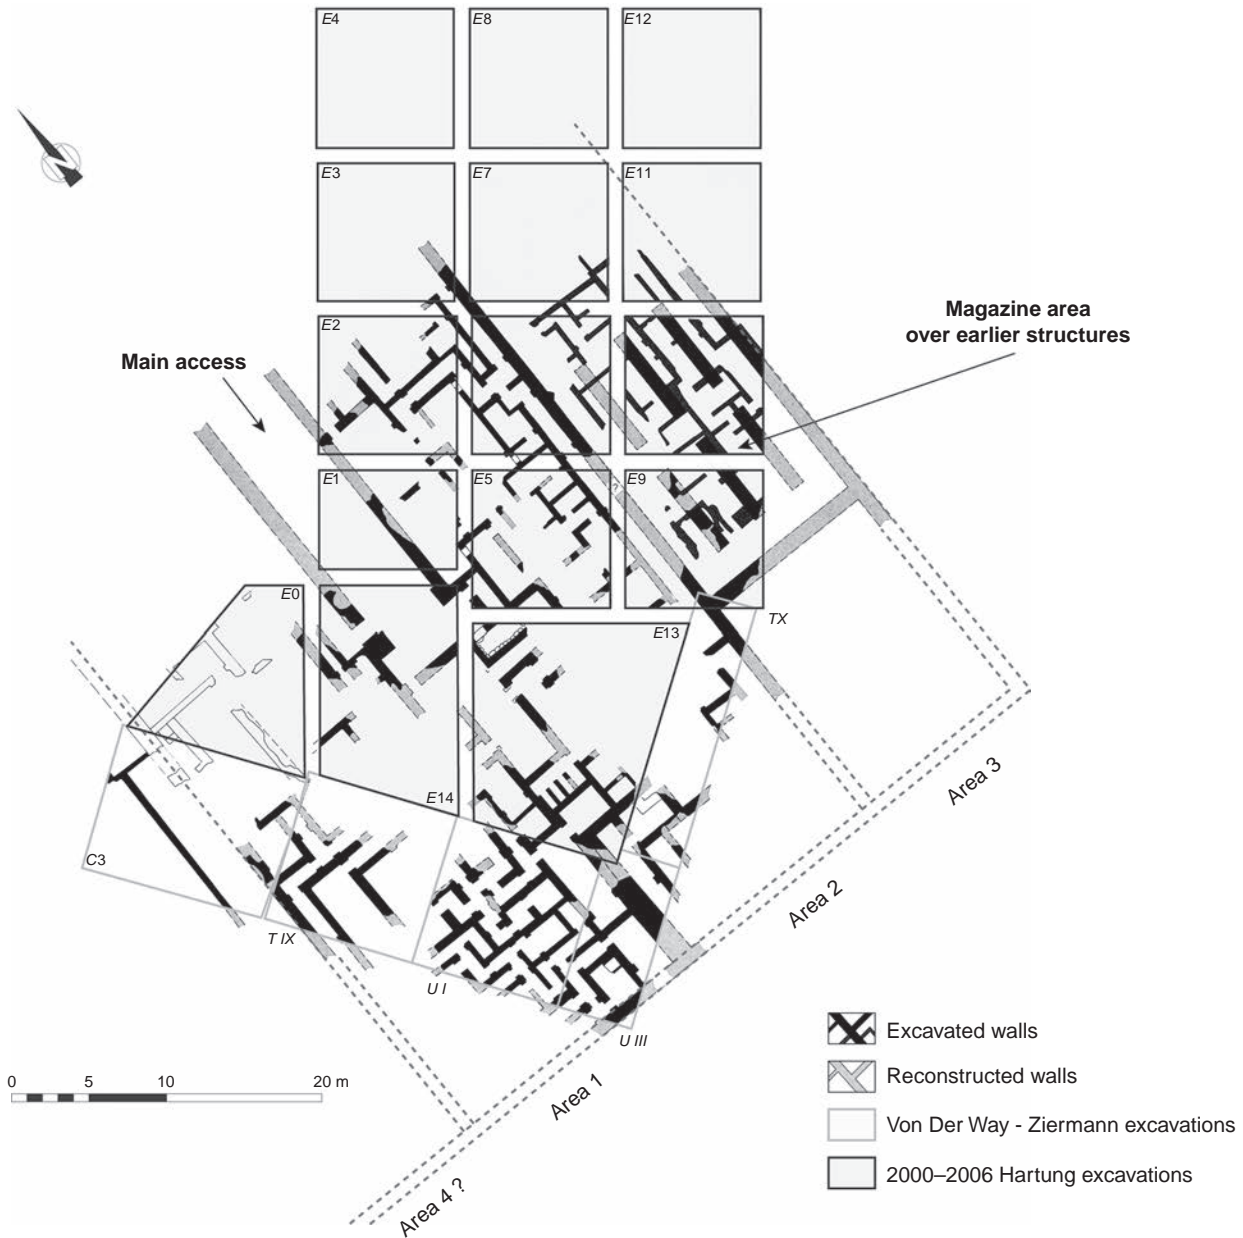 E4
E8
E12
N
E3
E7
E11
Magazine area
over earlier structures
E2
Main access
E1
E5
E9
E0
E13
TX
E14
C3
Area 3
Area 2
T IX
U I
U III
Area 1
Area 4 ?
0 5 10 20 m
Excavated walls
Reconstructed walls
Von Der Way - Ziermann excavations
2000–2006 Hartung excavations